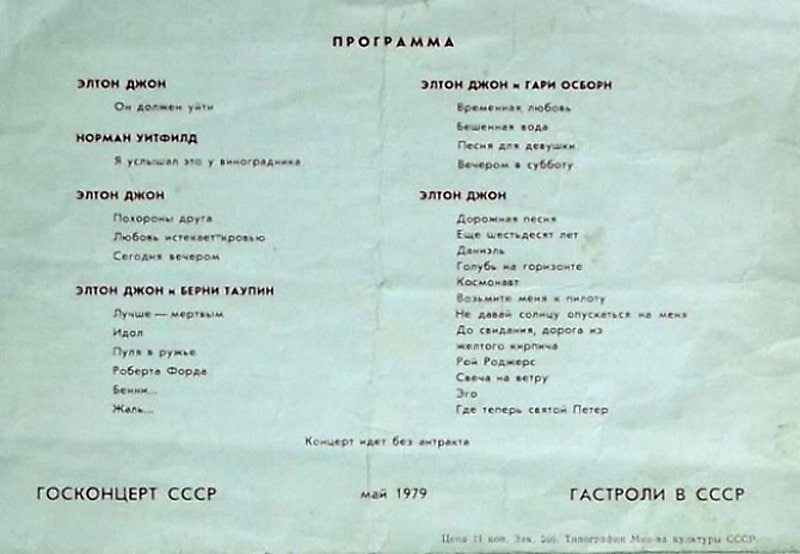 ПРОГРАММА
ЭЛТОН ДЖОН
Он должен уйти
НОРМАН УИТФИЛД
Я услышал это у виноградника
ЭЛТОН ДЖОН
Похороны друга
Любовь истекает кровью
Сегодня вечером
ЭЛТОН ДЖОН и БЕРНИ ТАУПИН
Лучше — мертвым
Идол
Пуля в ружье
Роберта Форда
Бенни...
Жаль...
ЭЛТОН ДЖОН и ГАРИ ОСБОРН
Временная любовь
Бешенная вода
Песня для девушки
Вечером в субботу
ЭЛТОН ДЖОН
Дорожная песня
Еще шестьдесят лет
Даниэль
Голубь на горизонте
Космонавт
Возьмите меня к пилоту
Не давай солнцу опускаться на меня
До свидания, дорога из
желтого кирпича
Рой Роджерс
Свеча на ветру
Эго
Где теперь святой Петер
Концерт идет без антракта
ГОСКОНЦЕРТ СССР
май 1979
ГАСТРОЛИ В СССР
Цена 11 коп. Зак. Типография Мин-ва культуры СССР.